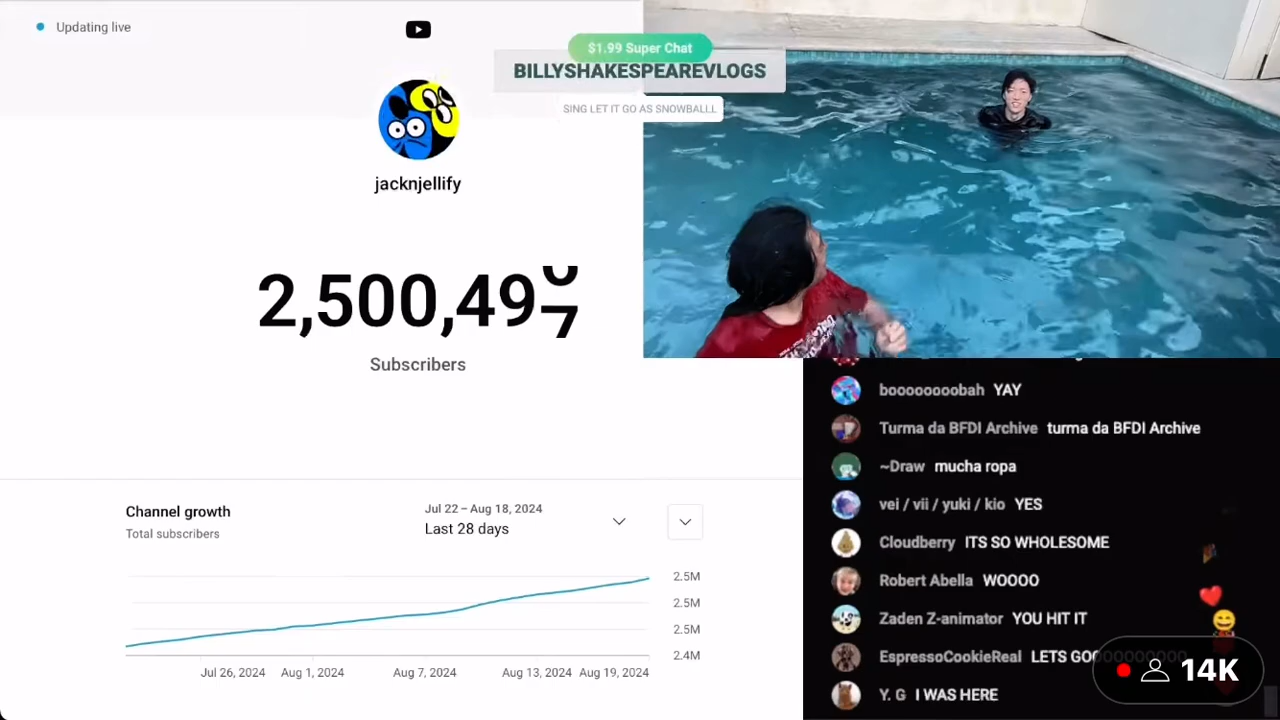 Updating live
$1.99 Super Chat
BILLYSHAKESPEAREVLOGS
SING LET IT GO AS SNOWBALLL
jacknjellify
2,500,49
Subscribers
Channel growth
Total subscribers
Jul 22 – Aug 18, 2024
Last 28 days
2.5M
2.5M
2.5M
2.4M
Jul 26, 2024 Aug 1, 2024 Aug 7, 2024 Aug 13, 2024 Aug 19, 2024
boooooooobah YAY
Turma da BFDI Archive turma da BFDI Archive
~Draw mucha ropa
vei / vii / yuki / kio YES
Cloudberry ITS SO WHOLESOME
Robert Abella WOOOO
Zaden Z-animator YOU HIT IT
EspressoCookieReal LETS
Y. G I WAS HERE
14K